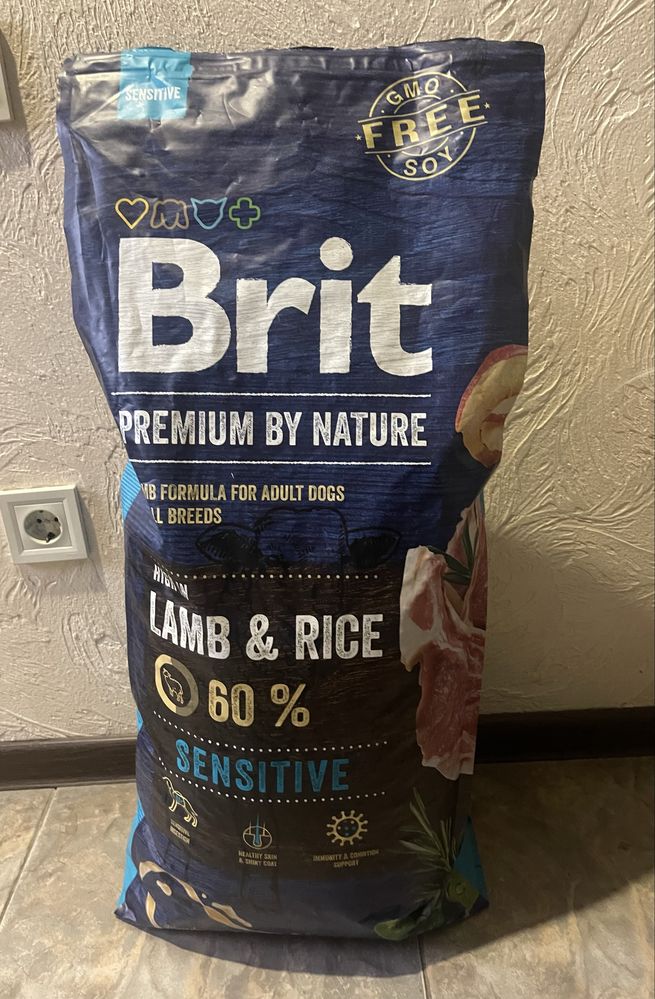 SENSITIVE
GMO
FREE
SOY
Brit
PREMIUM BY NATURE
MB FORMULA FOR ADULT DOGS
LL BREEDS
LAMB & RICE
60 %
SENSITIVE
HEALTHY SKIN
& SHINY COAT
IMMUNITY & CONDITION
SUPPORT